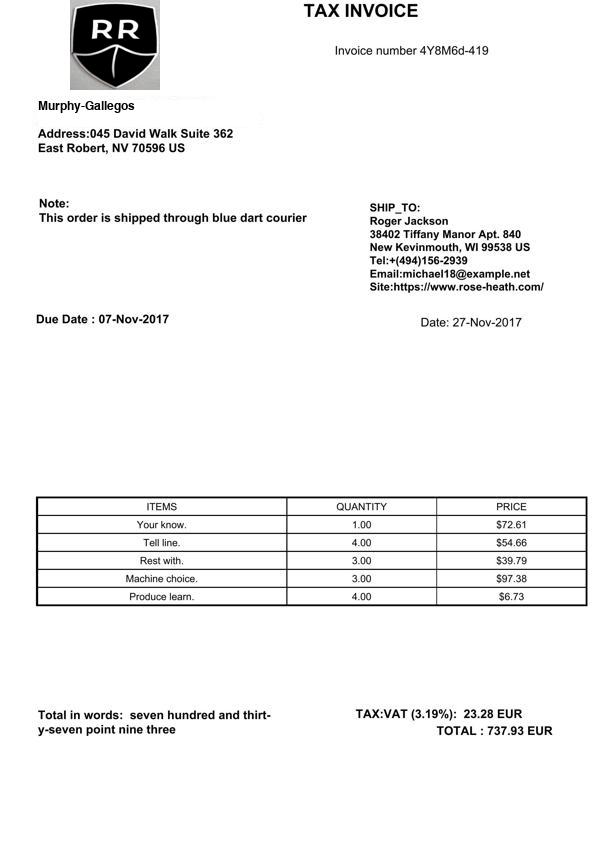 RR
TAX INVOICE
Invoice number 4Y8M6d-419
Murphy-Gallegos
Address:045 David Walk Suite 362
East Robert, NV 70596 US
Note:
This order is shipped through blue dart courier
SHIP_TO:
Roger Jackson
38402 Tiffany Manor Apt. 840
New Kevinmouth, WI 99538 US
Tel:+(494)156-2939
Email:michael18@example.net
Site:https://www.rose-heath.com/
Due Date : 07-Nov-2017
Date: 27-Nov-2017
ITEMS QUANTITY PRICE
Your know. 1.00 $72.61
Tell line. 4.00 $54.66
Rest with. 3.00 $39.79
Machine choice. 3.00 $97.38
Produce learn. 4.00 $6.73
Total in words: seven hundred and thirt-
y-seven point nine three
TAX:VAT (3.19%): 23.28 EUR
TOTAL : 737.93 EUR